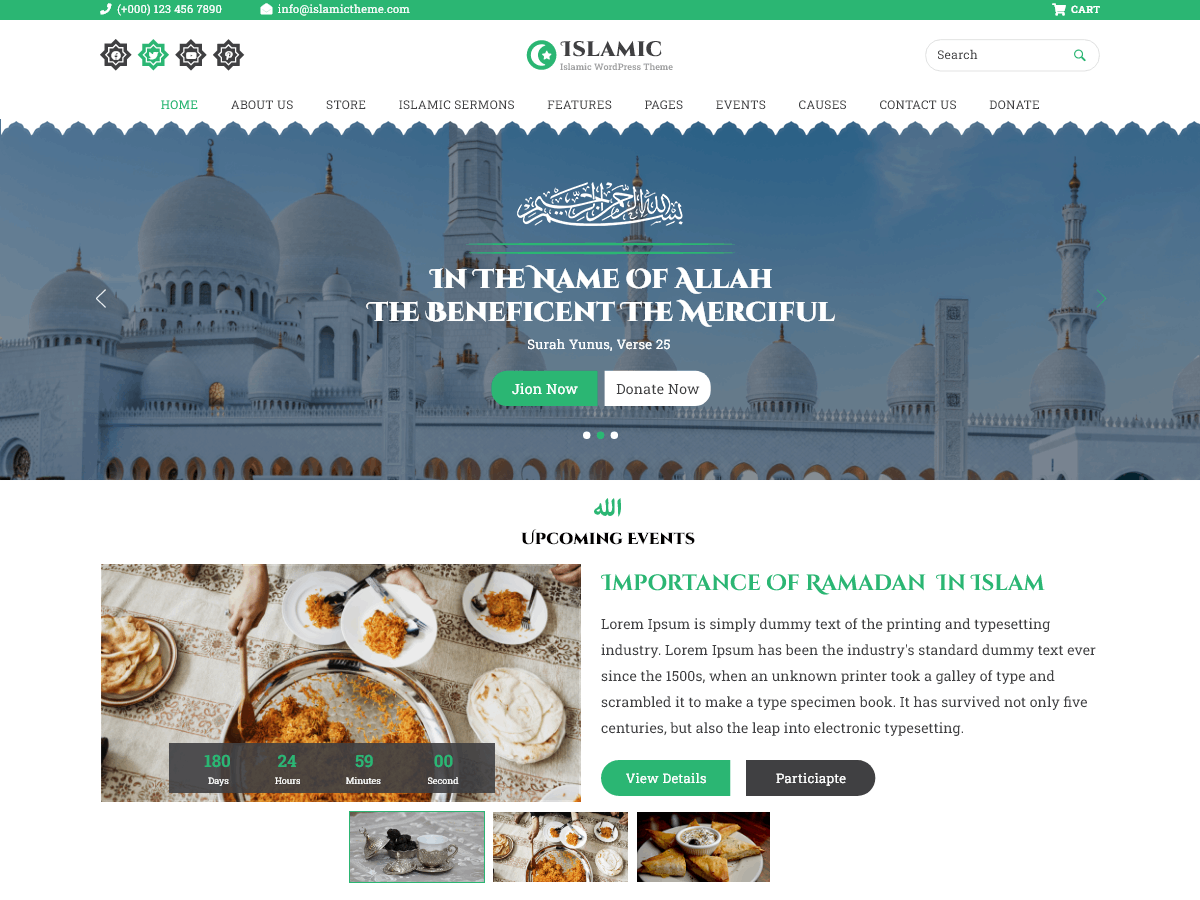 (+000) 123 456 7890
info@islamictheme.com
CART
Islamic
Islamic WordPress Theme
Search
HOME
ABOUT US
STORE
ISLAMIC SERMONS
FEATURES
PAGES
EVENTS
CAUSES
CONTACT US
DONATE
بسم الله الرحمن الرحيم
In The Name Of Allah
The Beneficent The Merciful
Surah Yunus, Verse 25
Jion Now
Donate Now
الله
Upcoming Events
Importance Of Ramadan In Islam
Lorem Ipsum is simply dummy text of the printing and typesetting
industry. Lorem Ipsum has been the industry's standard dummy text ever
since the 1500s, when an unknown printer took a galley of type and
scrambled it to make a type specimen book. It has survived not only five
centuries, but also the leap into electronic typesetting.
180
24
59
00
Days
Hours
Minutes
Second
View Details
Particiapte